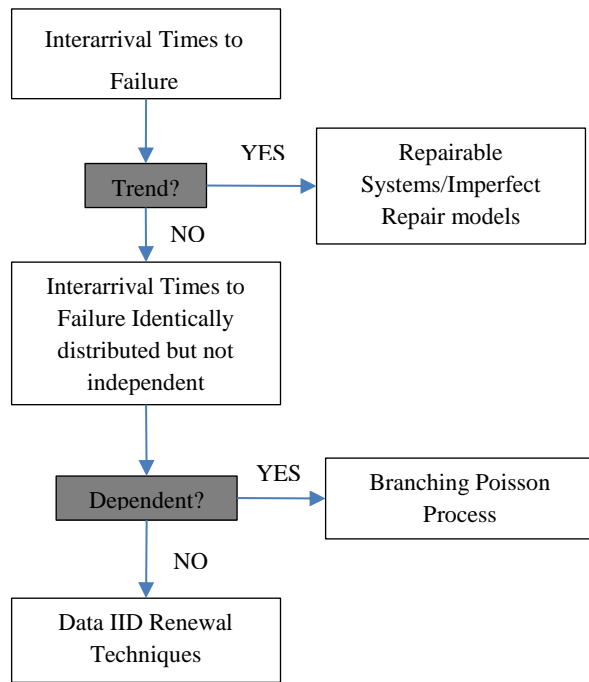 Interarrival Times to
Failure
YES
Trend?
Repairable
Systems/Imperfect
Repair models
NO
Interarrival Times to
Failure Identically
distributed but not
independent
YES
Dependent?
Branching Poisson
Process
NO
Data IID Renewal
Techniques